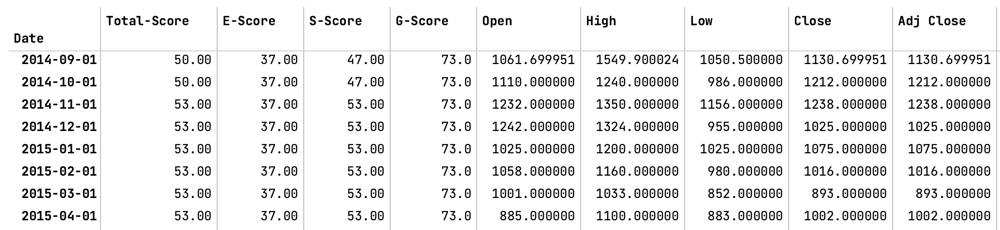 Total-Score E-Score S-Score G-Score Open High Low Close Adj Close
Date
2014-09-01 50.00 37.00 47.00 73.0 1061.699951 1549.900024 1050.500000 1130.699951 1130.699951
2014-10-01 50.00 37.00 47.00 73.0 1110.000000 1240.000000 986.000000 1212.000000 1212.000000
2014-11-01 53.00 37.00 53.00 73.0 1232.000000 1350.000000 1156.000000 1238.000000 1238.000000
2014-12-01 53.00 37.00 53.00 73.0 1242.000000 1324.000000 955.000000 1025.000000 1025.000000
2015-01-01 53.00 37.00 53.00 73.0 1025.000000 1200.000000 1025.000000 1075.000000 1075.000000
2015-02-01 53.00 37.00 53.00 73.0 1058.000000 1160.000000 980.000000 1016.000000 1016.000000
2015-03-01 53.00 37.00 53.00 73.0 1001.000000 1033.000000 852.000000 893.000000 893.000000
2015-04-01 53.00 37.00 53.00 73.0 885.000000 1100.000000 883.000000 1002.000000 1002.000000